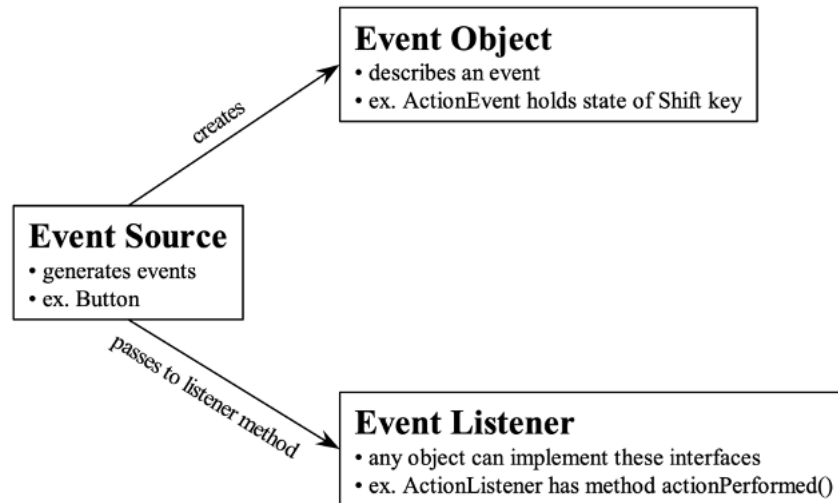 Event Object
• describes an event
• ex. ActionEvent holds state of Shift key
creates
Event Source
• generates events
• ex. Button
passes to listener method
Event Listener
• any object can implement these interfaces
• ex. ActionListener has method actionPerformed()